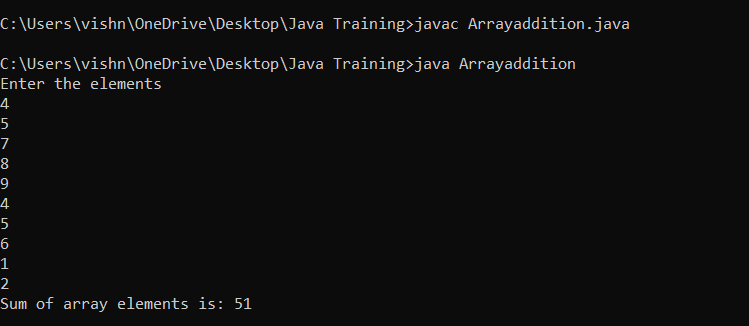 C:\Users\vishn\OneDrive\Desktop\Java Training>javac Arrayaddition.java
C:\Users\vishn\OneDrive\Desktop\Java Training>java Arrayaddition
Enter the elements
4
5
7
8
9
4
5
6
1
2
Sum of array elements is: 51